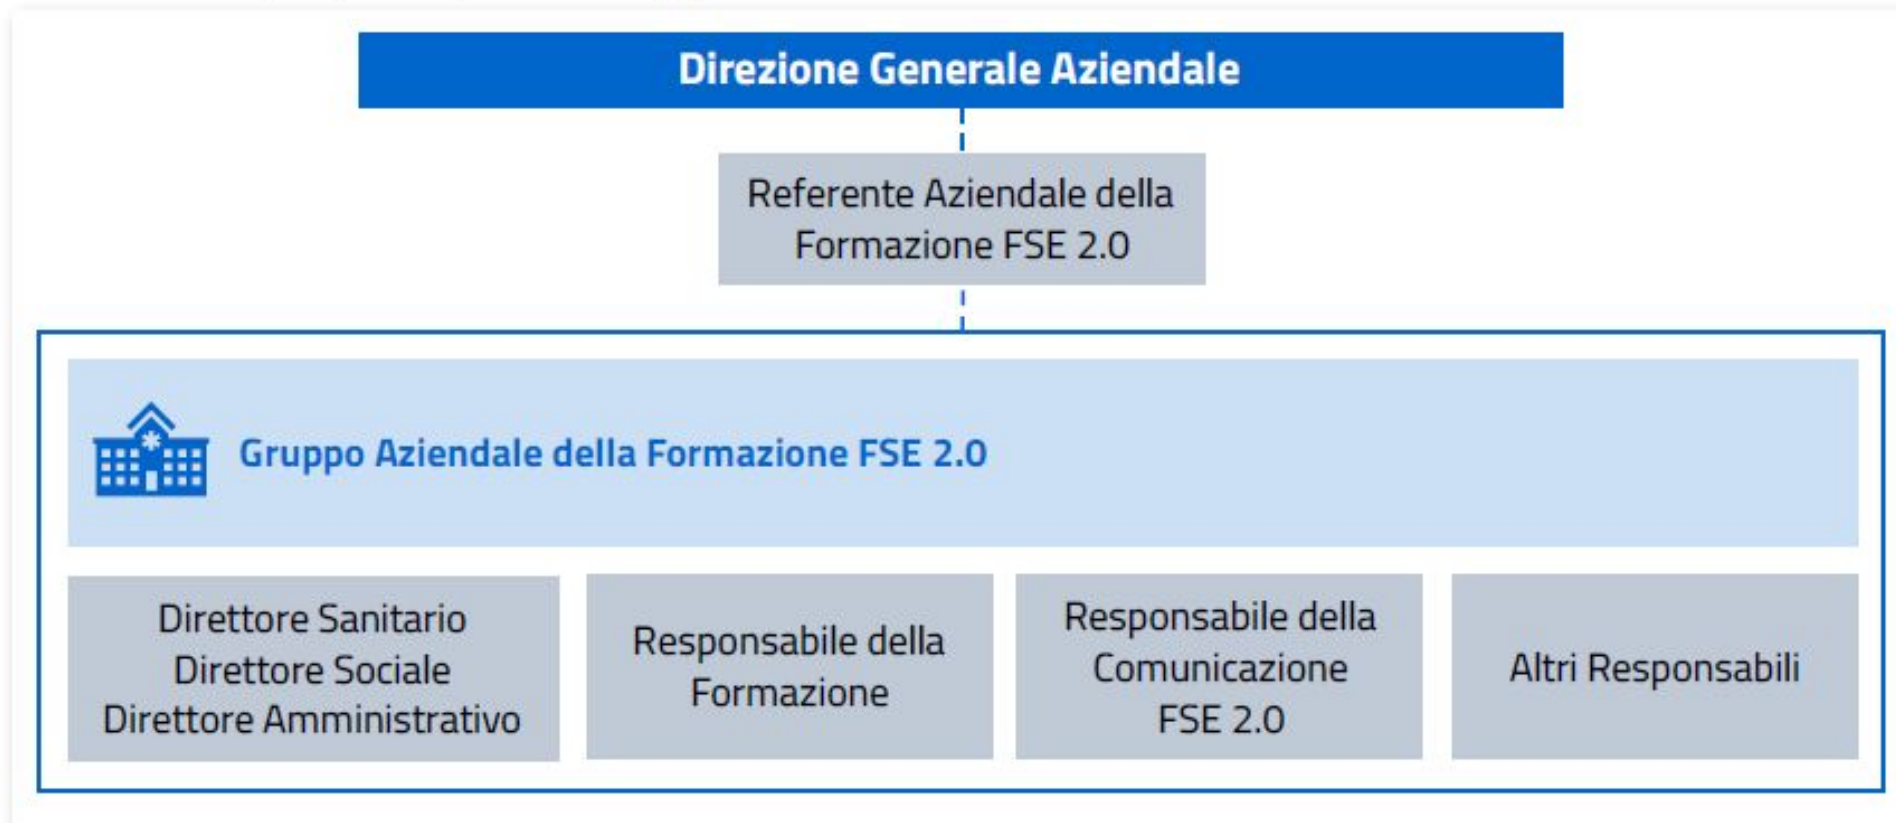 Direzione Generale Aziendale
Referente Aziendale della
Formazione FSE 2.0
Gruppo Aziendale della Formazione FSE 2.0
Direttore Sanitario
Direttore Sociale
Direttore Amministrativo
Responsabile della
Formazione
Responsabile della
Comunicazione
FSE 2.0
Altri Responsabili